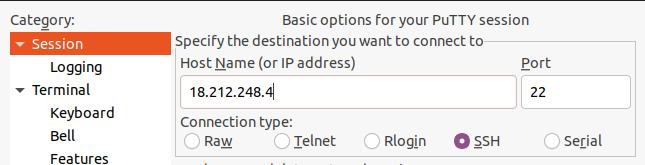 Category:
Basic options for your PuTTY session
Session
Logging
Terminal
Keyboard
Bell
Features
Specify the destination you want to connect to
Host Name (or IP address)
Port
18.212.248.4
22
Connection type:
Raw
Telnet
Rlogin
SSH
Serial